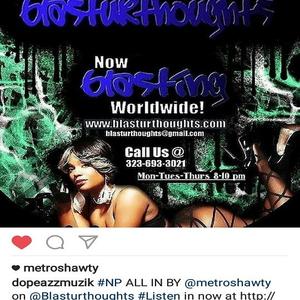 Blasturthoughts
Now
Blasting
Worldwide!
www.blasturthoughts.com
blasturthoughts@gmail.com
Call Us @
323-693-3021
Mon-Tues-Thurs 8-10 pm
metroshawty
dopeazzmuzik #NP ALL IN BY @metroshawty
on @Blasturthoughts #Listen in now at http://